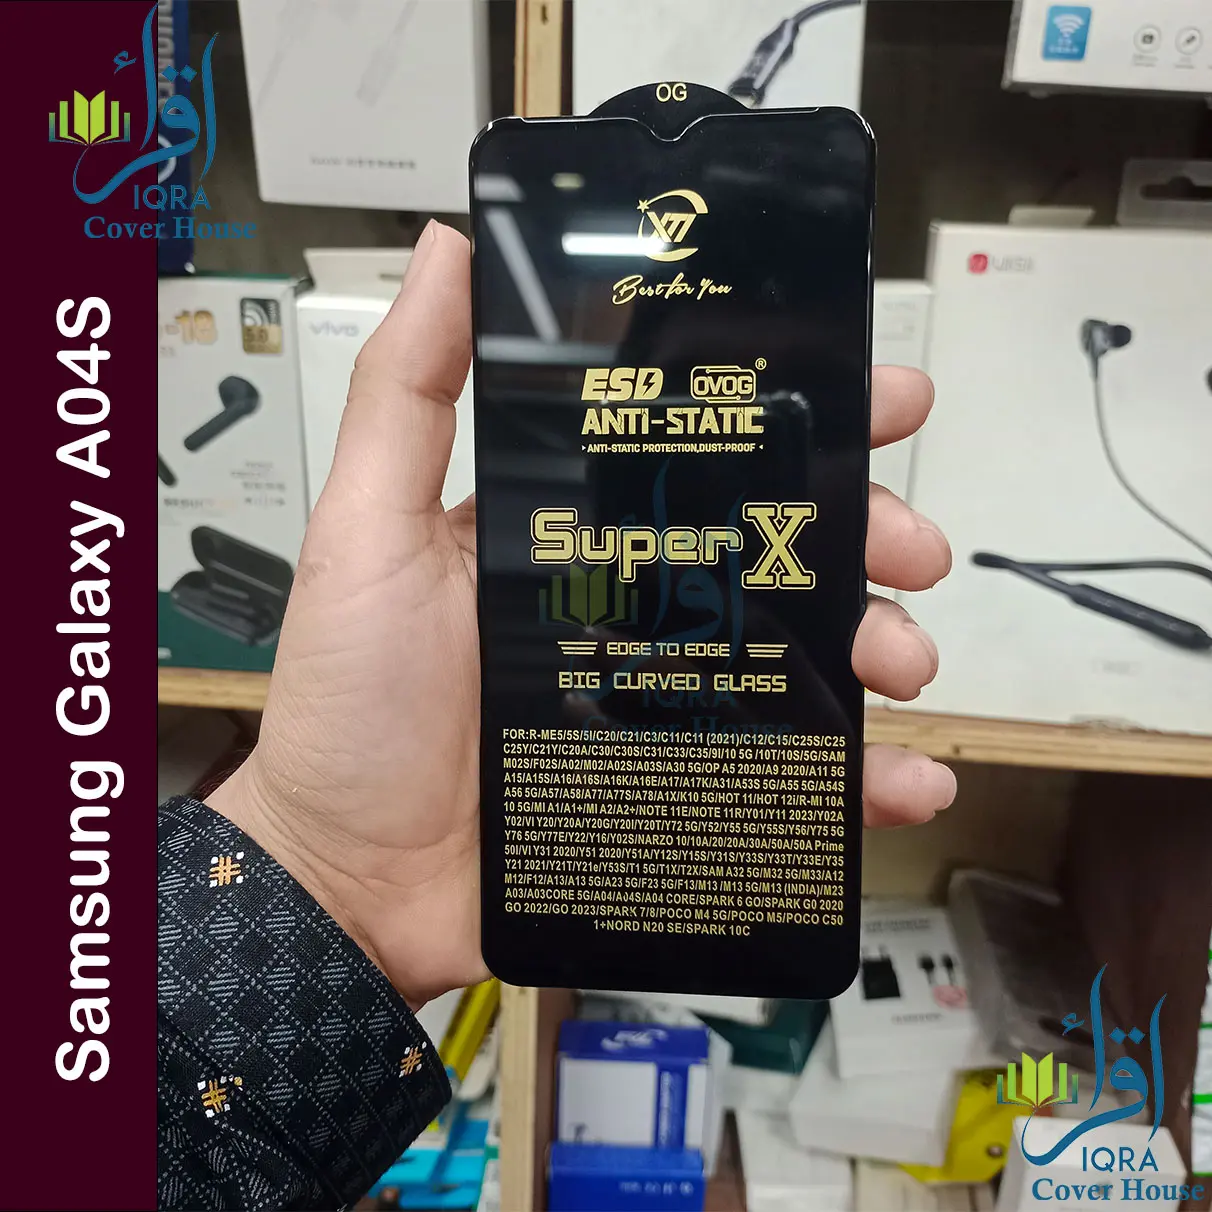 اقرأ
IQRA
Cover House
Samsung Galaxy A04S
OG
Best for You
ESD OVOG®
ANTI-STATIC
ANTI-STATIC PROTECTION,DUST-PROOF
Super X
EDGE TO EDGE
BIG CURVED GLASS
اقرأ
IQRA
Cover House
FOR:R-ME5/5S/5I/C20/C21/C3/C11/C11 (2021)/C12/C15/C25S/C25
C25Y/C21Y/C20A/C30/C30S/C31/C33/C35/9I/10 5G /10T/10S/5G/SAM
M02S/F02S/A02/M02/A02S/A03S/A30 5G/OP A5 2020/A9 2020/A11 5G
A15/A15S/A16/A16S/A16K/A16E/A17/A17K/A31/A53S 5G/A55 5G/A54S
A56 5G/A57/A58/A77/A77S/A78/A1X/K10 5G/HOT 11/HOT 12i/R-MI 10A
10 5G/MI A1/A1+/MI A2/A2+/NOTE 11E/NOTE 11R/Y01/Y11 2023/Y02A
Y02/VI Y20/Y20A/Y20G/Y20I/Y20T/Y72 5G/Y52/Y55 5G/Y55S/Y56/Y75 5G
Y76 5G/Y77E/Y22/Y16/Y02S/NARZO 10/10A/20/20A/30A/50A/50A Prime
50I/VI Y31 2020/Y51 2020/Y51A/Y12S/Y15S/Y31S/Y33S/Y33T/Y33E/Y35
Y21 2021/Y21T/Y21e/Y53S/T1 5G/T1X/T2X/SAM A32 5G/M32 5G/M33/A12
M12/F12/A13/A13 5G/A23 5G/F23 5G/F13/M13 /M13 5G/M13 (INDIA)/M23
A03/A03CORE 5G/A04/A04S/A04 CORE/SPARK 6 GO/SPARK G0 2020
GO 2022/GO 2023/SPARK 7/8/POCO M4 5G/POCO M5/POCO C50
1+NORD N20 SE/SPARK 10C
vivo
اقرأ
IQRA
Cover House